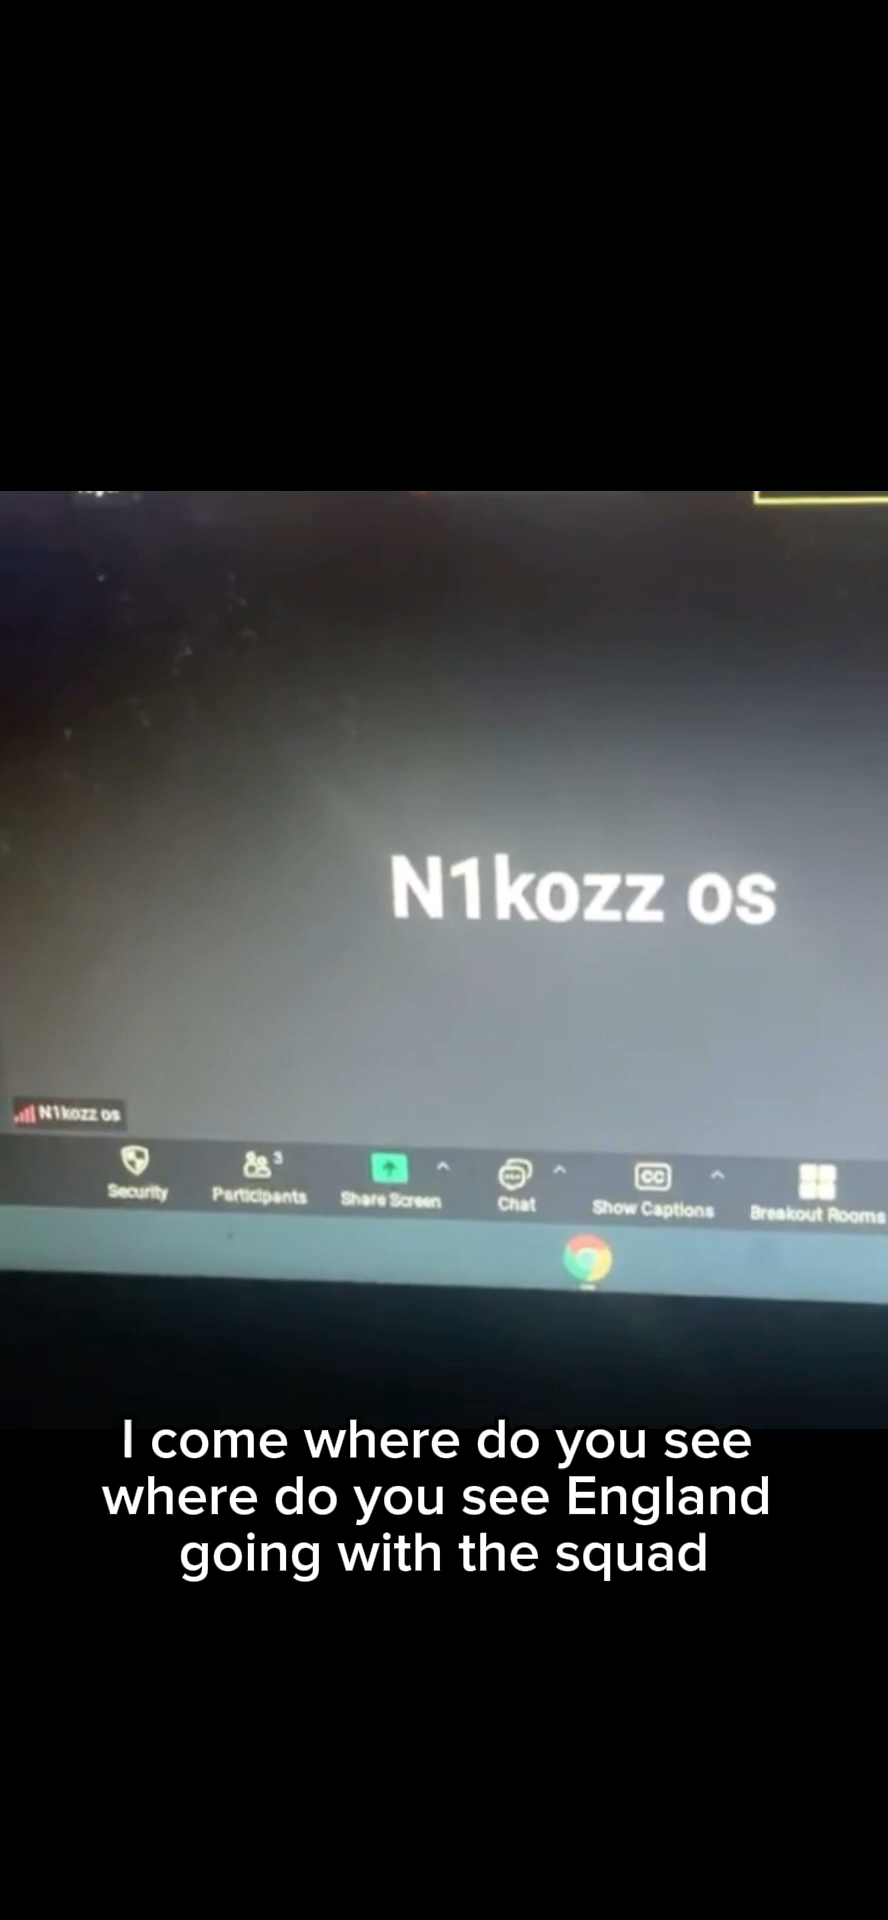 N1kozz os
N1kozz os
Security
Participants
3
Share Screen
Chat
CC
Show Captions
Breakout Rooms
I come where do you see
where do you see England
going with the squad